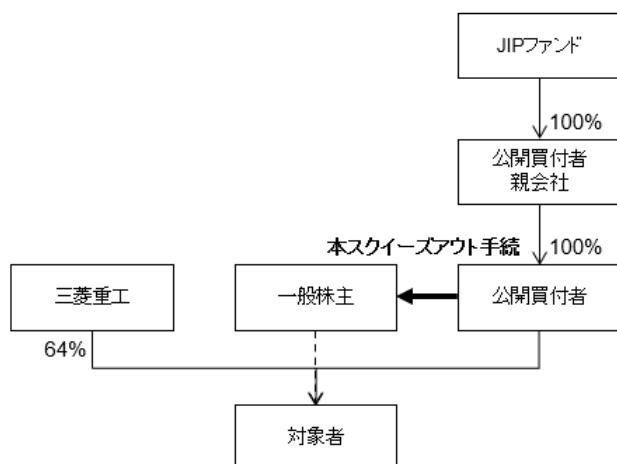 JIPファンド
100%
公開買付者
親会社
本スクイーズアウト手続
100%
三菱重工
一般株主
公開買付者
64%
対象者